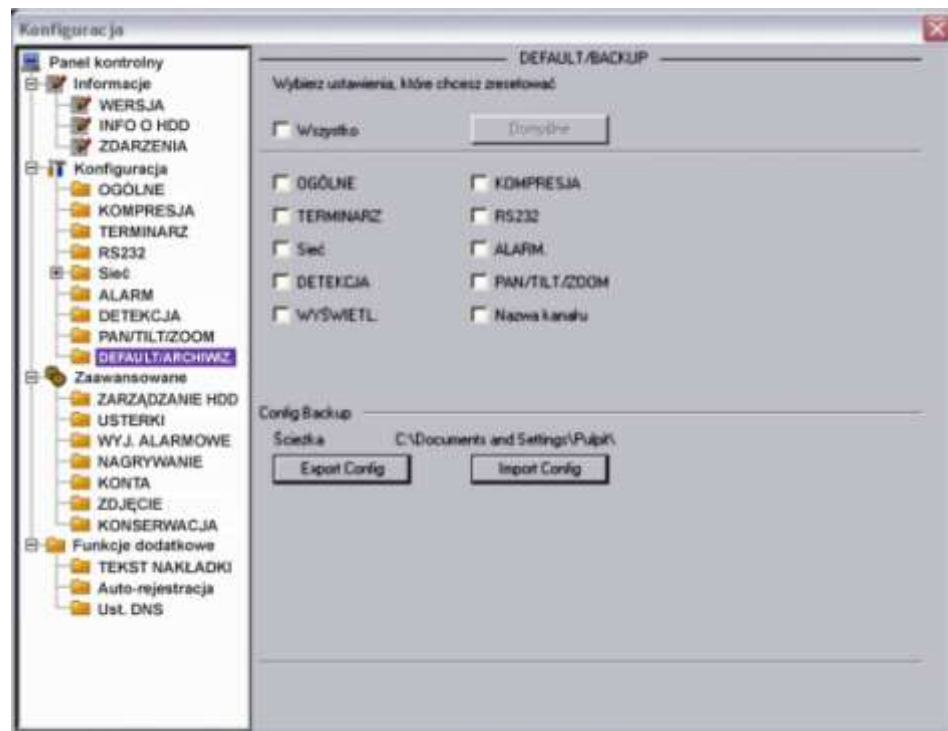 Konfiguracja
Panel kontrolny
Informacje
WERSJA
INFO O HDD
ZDARZENIA
Konfiguracja
OGÓLNE
KOMPRESJA
TERMINARZ
RS232
Sieć
ALARM
DETEKCJA
PAN/TILT/ZOOM
DEFAULT/ARCHIWIZ.
Zaawansowane
ZARZĄDZANIE HDD
USTERKI
WYJ. ALARMOWE
NAGRYWANIE
KONTA
ZDJĘCIE
KONSERWACJA
Funkcje dodatkowe
TEKST NAKŁADKI
Auto-rejestracja
Ust. DNS
DEFAULT/BACKUP
Wybierz ustawienia, które chcesz zresetować
Wszystko
Domyślne
OGÓLNE
KOMPRESJA
TERMINARZ
RS232
Sieć
ALARM.
DETEKCJA
PAN/TILT/ZOOM
WYŚWIETL.
Nazwa kanału
Config Backup
Ścieżka C:\Documents and Settings\Pulpit\
Export Config
Import Config